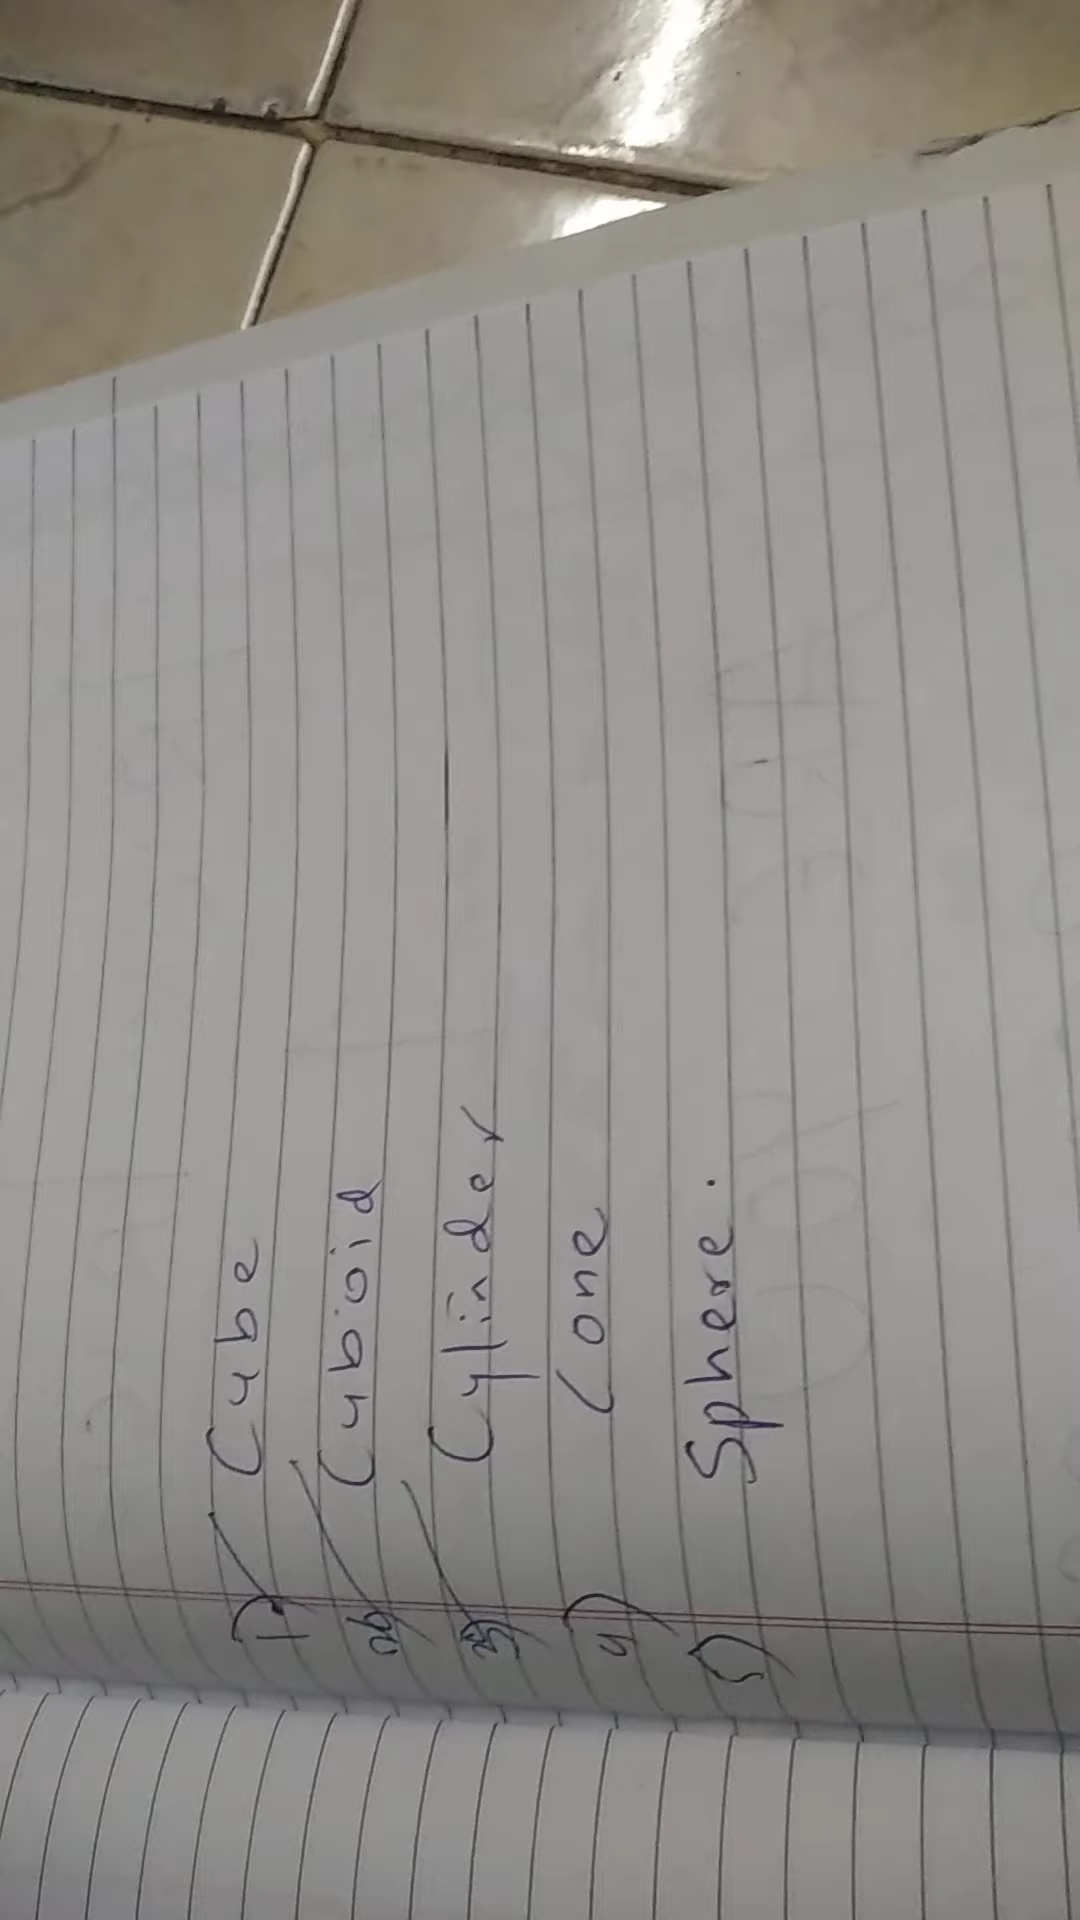 1) Cube
2) Cuboid
3) Cylinder
4) Cone
5) Sphere.